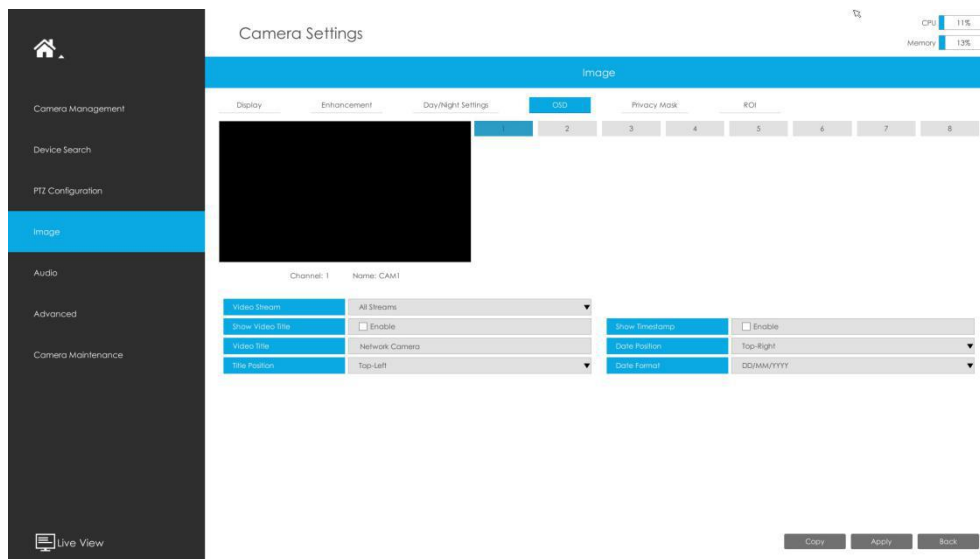 Camera Settings
CPU 11%
Memory 13%
Image
Camera Management
Device Search
PTZ Configuration
Image
Audio
Advanced
Camera Maintenance
Live View
Display Enhancement Day/Night Settings OSD Privacy Mask ROI
1 2 3 4 5 6 7 8
Channel: 1 Name: CAM1
Video Stream All Streams
Show Video Title Enable Show Timestamp Enable
Video Title Network Camera Date Position Top-Right
Title Position Top-Left Date Format DD/MM/YYYY
Copy Apply Back